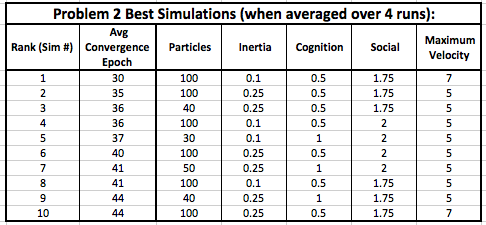 Problem 2 Best Simulations (when averaged over 4 runs):
Rank (Sim #) Avg Convergence Epoch Particles Inertia Cognition Social Maximum Velocity
1 30 100 0.1 0.5 1.75 7
2 35 100 0.25 0.5 1.75 5
3 36 40 0.25 0.5 1.75 5
4 36 100 0.1 0.5 2 5
5 37 30 0.1 1 2 5
6 40 100 0.25 0.5 2 5
7 41 50 0.25 1 2 5
8 41 100 0.1 0.5 1.75 5
9 44 40 0.25 1 1.75 5
10 44 100 0.25 0.5 1.75 7